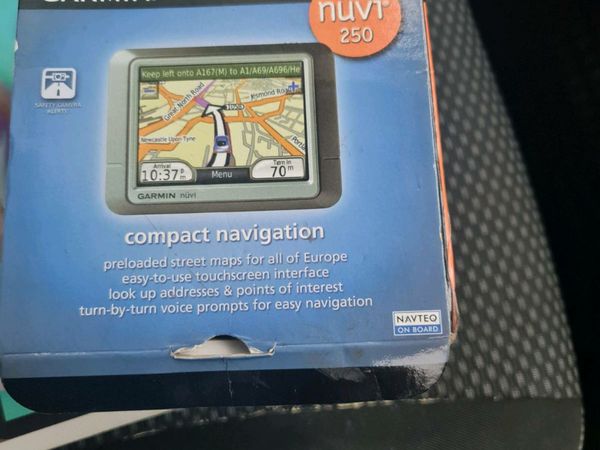 nüvi®
250
SAFETY CAMERA
ALERTS
Keep left onto A167(M) to A1/A69/A696/He
Great North Road
Jesmond Road
Newcastle Upon Tyne
Arrival
10:37
Menu
Turn in
70 m
GARMIN nüvi
compact navigation
preloaded street maps for all of Europe
easy-to-use touchscreen interface
look up addresses & points of interest
turn-by-turn voice prompts for easy navigation
NAVTEQ
ON BOARD